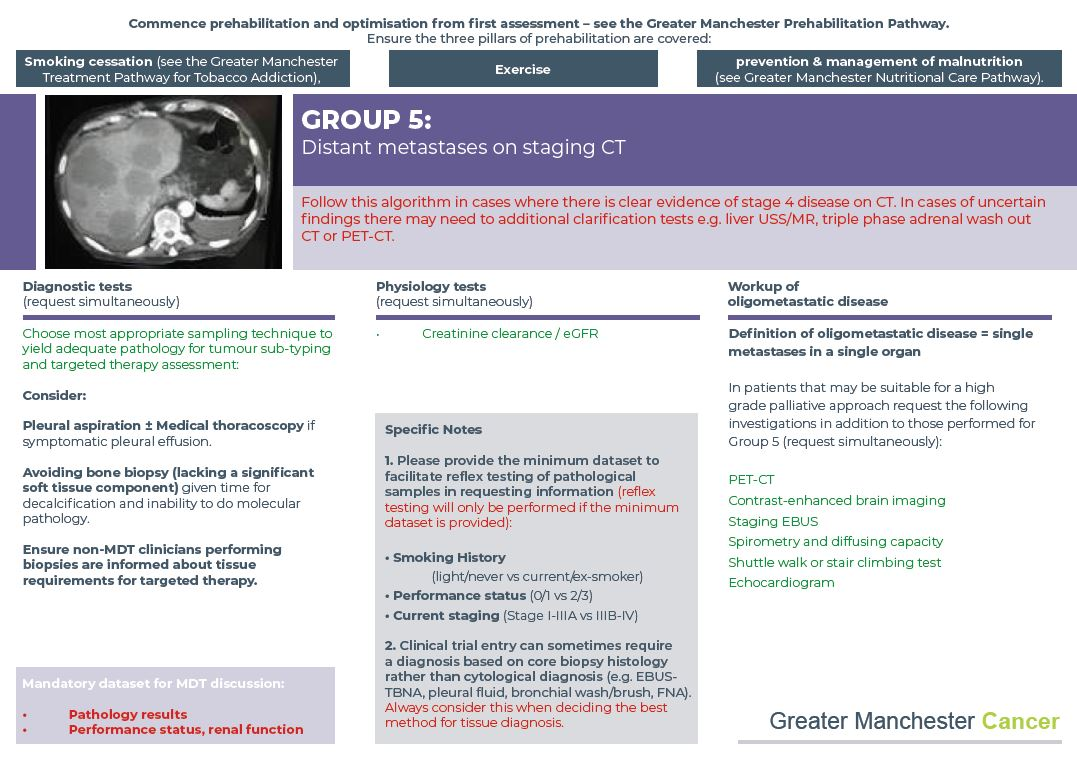 Commence prehabilitation and optimisation from first assessment – see the Greater Manchester Prehabilitation Pathway.
Ensure the three pillars of prehabilitation are covered:
Smoking cessation (see the Greater Manchester
Treatment Pathway for Tobacco Addiction),
Exercise
prevention & management of malnutrition
(see Greater Manchester Nutritional Care Pathway).
GROUP 5:
Distant metastases on staging CT
Follow this algorithm in cases where there is clear evidence of stage 4 disease on CT. In cases of uncertain
findings there may need to additional clarification tests e.g. liver USS/MR, triple phase adrenal wash out
CT or PET-CT.
Diagnostic tests
(request simultaneously)
Choose most appropriate sampling technique to
yield adequate pathology for tumour sub-typing
and targeted therapy assessment:
Consider:
Pleural aspiration ± Medical thoracoscopy if
symptomatic pleural effusion.
Avoiding bone biopsy (lacking a significant
soft tissue component) given time for
decalcification and inability to do molecular
pathology.
Ensure non-MDT clinicians performing
biopsies are informed about tissue
requirements for targeted therapy.
Mandatory dataset for MDT discussion:
• Pathology results
• Performance status, renal function
Physiology tests
(request simultaneously)
· Creatinine clearance / eGFR
Specific Notes
1. Please provide the minimum dataset to
facilitate reflex testing of pathological
samples in requesting information (reflex
testing will only be performed if the minimum
dataset is provided):
• Smoking History
(light/never vs current/ex-smoker)
• Performance status (0/1 vs 2/3)
• Current staging (Stage I-IIIA vs IIIB-IV)
2. Clinical trial entry can sometimes require
a diagnosis based on core biopsy histology
rather than cytological diagnosis (e.g. EBUS-
TBNA, pleural fluid, bronchial wash/brush, FNA).
Always consider this when deciding the best
method for tissue diagnosis.
Workup of
oligometastatic disease
Definition of oligometastatic disease = single
metastases in a single organ
In patients that may be suitable for a high
grade palliative approach request the following
investigations in addition to those performed for
Group 5 (request simultaneously):
PET-CT
Contrast-enhanced brain imaging
Staging EBUS
Spirometry and diffusing capacity
Shuttle walk or stair climbing test
Echocardiogram
Greater Manchester Cancer